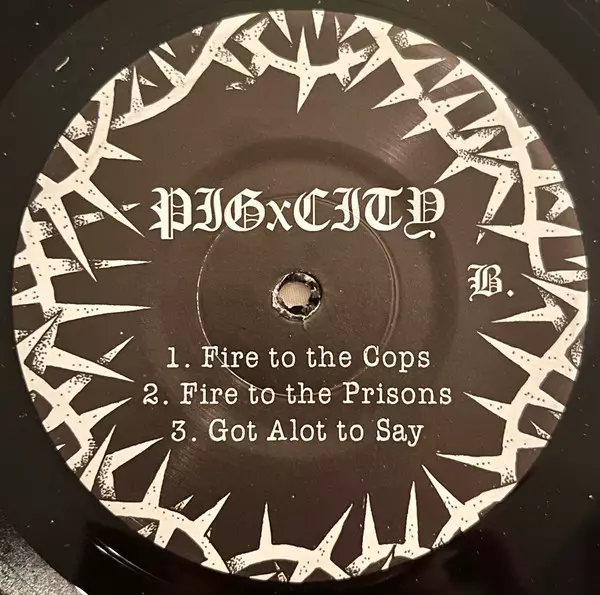 PIGxCITY
B.
1. Fire to the Cops
2. Fire to the Prisons
3. Got Alot to Say